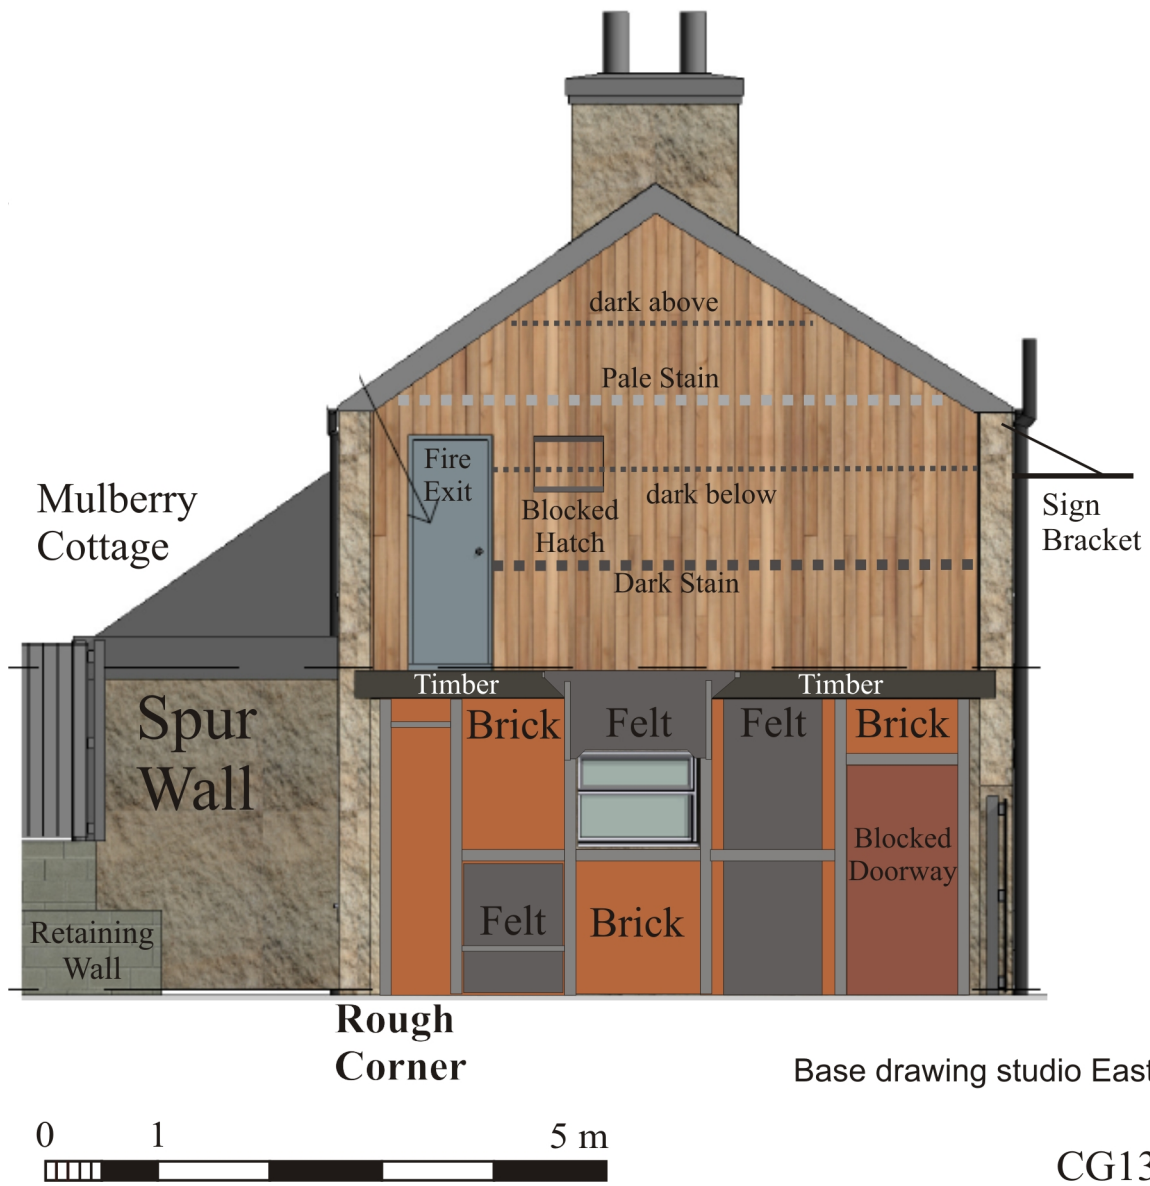 dark above
Pale Stain
Fire
Exit
Blocked
Hatch
dark below
Dark Stain
Mulberry
Cottage
Sign
Bracket
Timber
Timber
Spur
Wall
Brick
Felt
Felt
Brick
Blocked
Doorway
Felt
Brick
Retaining
Wall
Rough
Corner
Base drawing studio East
0 1 5 m
CG13